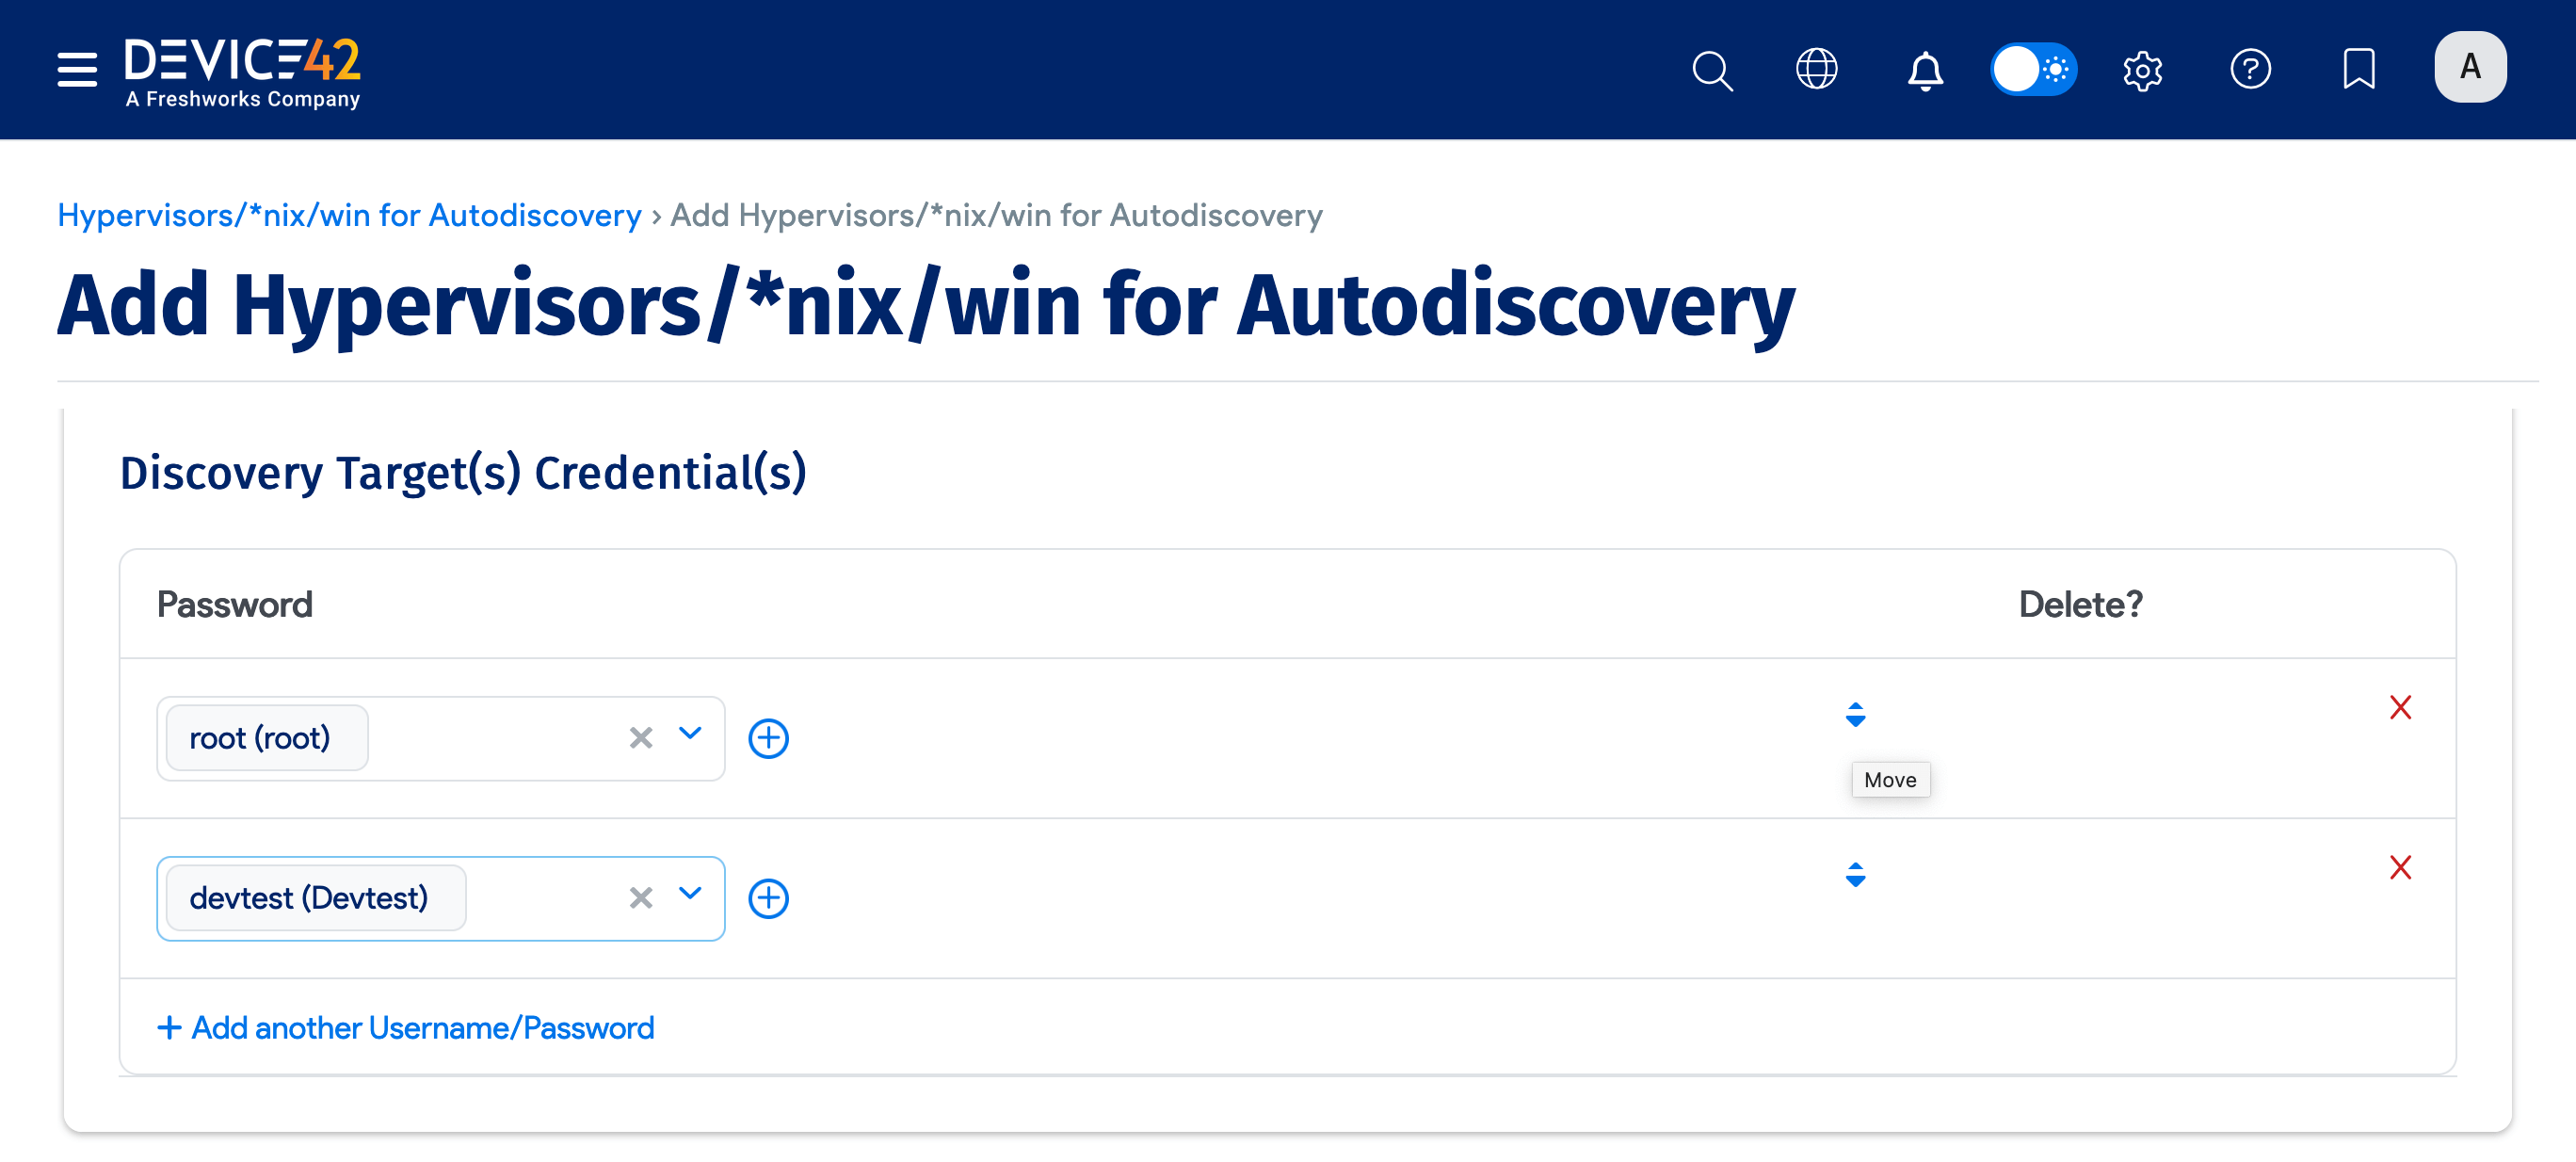 DEVICE42
A Freshworks Company
A
Hypervisors/*nix/win for Autodiscovery › Add Hypervisors/*nix/win for Autodiscovery
Add Hypervisors/*nix/win for Autodiscovery
Discovery Target(s) Credential(s)
Password Delete?
root (root)
Move
devtest (Devtest)
+ Add another Username/Password